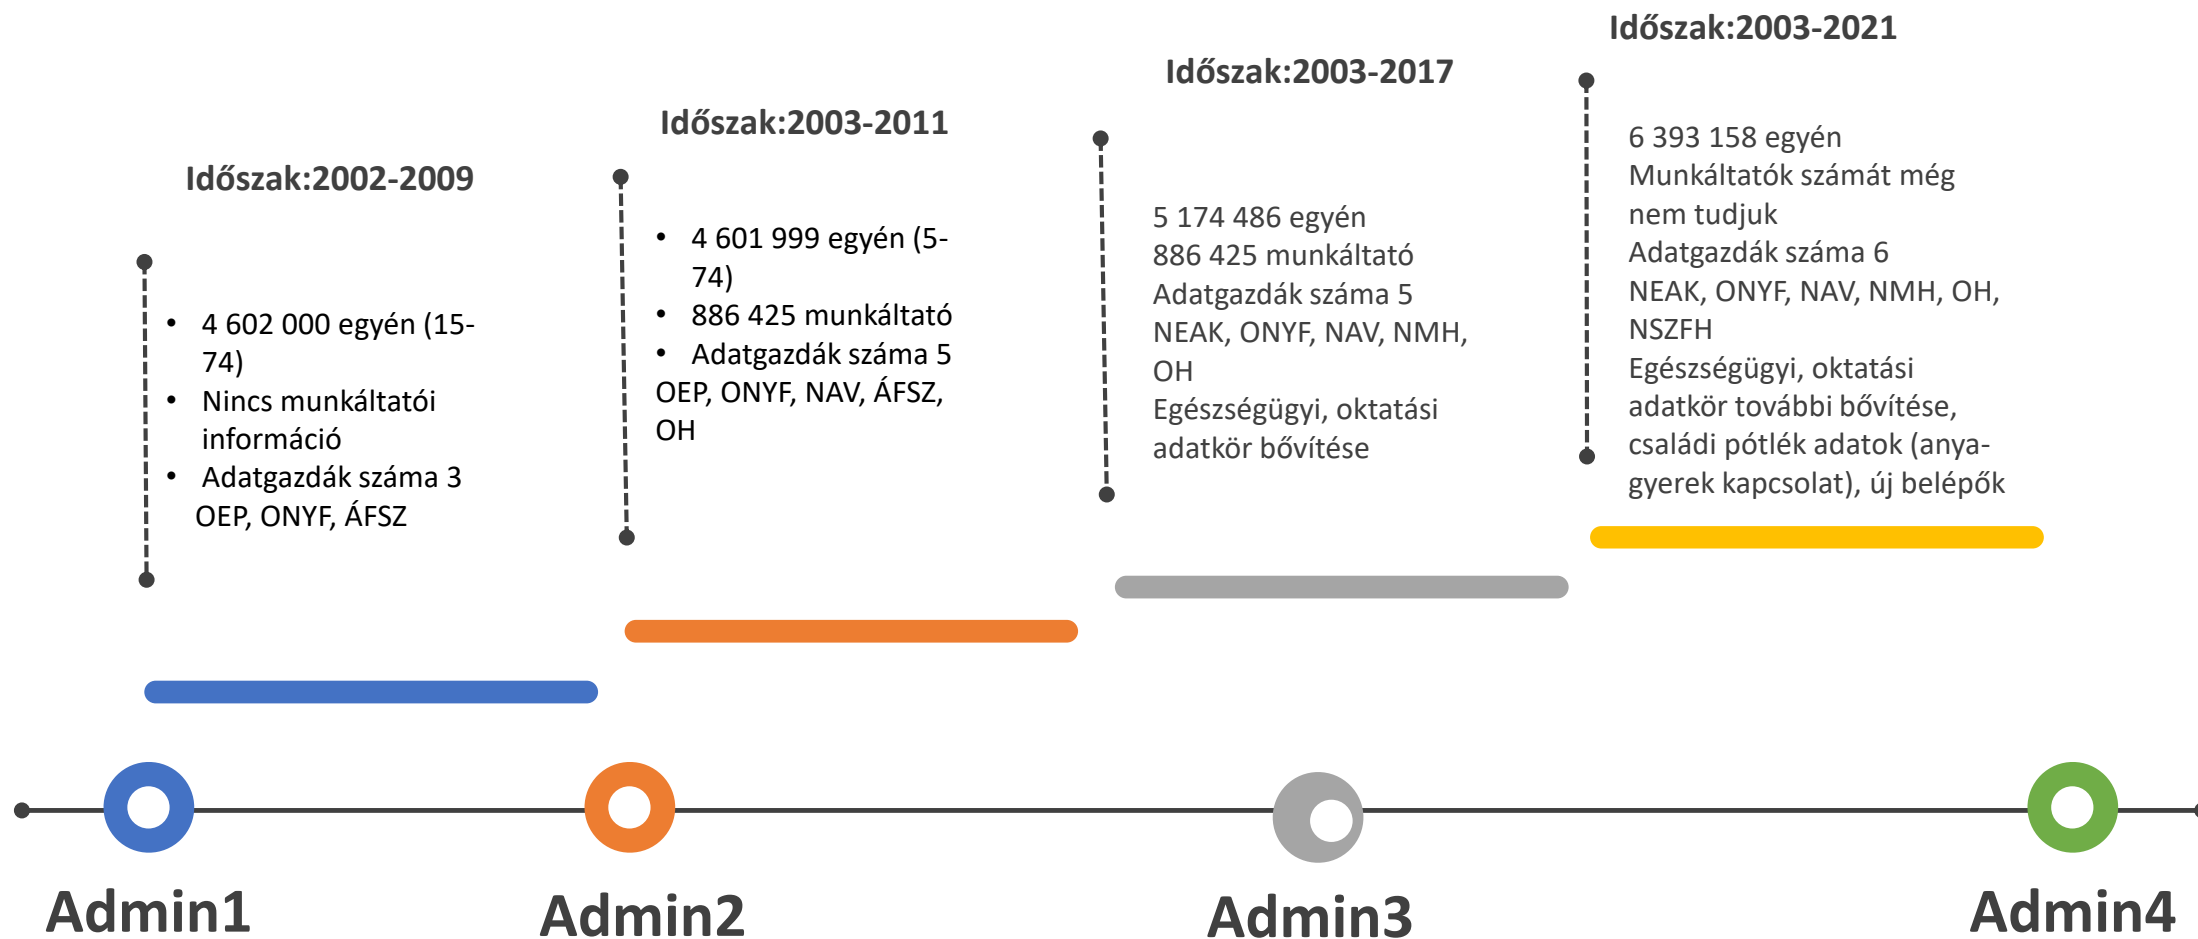 Időszak:2002-2009
• 4 602 000 egyén (15-
74)
• Nincs munkáltatói
információ
• Adatgazdák száma 3
OEP, ONYF, ÁFSZ
Időszak:2003-2011
• 4 601 999 egyén (5-
74)
• 886 425 munkáltató
• Adatgazdák száma 5
OEP, ONYF, NAV, ÁFSZ,
OH
Időszak:2003-2017
5 174 486 egyén
886 425 munkáltató
Adatgazdák száma 5
NEAK, ONYF, NAV, NMH,
OH
Egészségügyi, oktatási
adatkör bővítése
Időszak:2003-2021
6 393 158 egyén
Munkáltatók számát még
nem tudjuk
Adatgazdák száma 6
NEAK, ONYF, NAV, NMH, OH,
NSZFH
Egészségügyi, oktatási
adatkör további bővítése,
családi pótlék adatok (anya-
gyerek kapcsolat), új belépők
Admin1
Admin2
Admin3
Admin4